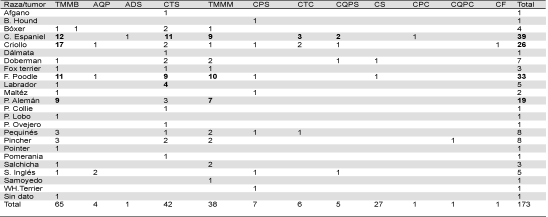 Raza/tumor TMMB AQP ADS CTS TMMM CPS CTC CQPS CS CPC CQPC CF Total
Afgano 1 1
B. Hound 1 1
Bóxer 1 1 2 1 4
C. Espaniel 12 1 11 9 3 2 1 39
Criollo 17 1 2 1 1 2 1 1 26
Dálmata 1 1
Doberman 1 2 2 1 1 7
Fox terrier 1 1 3
F. Poodle 11 1 9 10 1 1 33
Labrador 1 4 5
Maltéz 1 1 2
P. Alemán 9 3 7 19
P. Collie 1 1
P. Lobo 1 1
P. Ovejero 1 1
Pequinés 3 1 2 1 1 8
Pincher 3 2 2 1 8
Pointer 1 1
Pomerania 1 1
Salchicha 1 2 3
S. Inglés 1 2 1 1 5
Samoyedo 1 1
WH.Terrier 1 1
Sin dato 1 1
Total 65 4 1 42 38 7 6 5 27 1 1 1 173